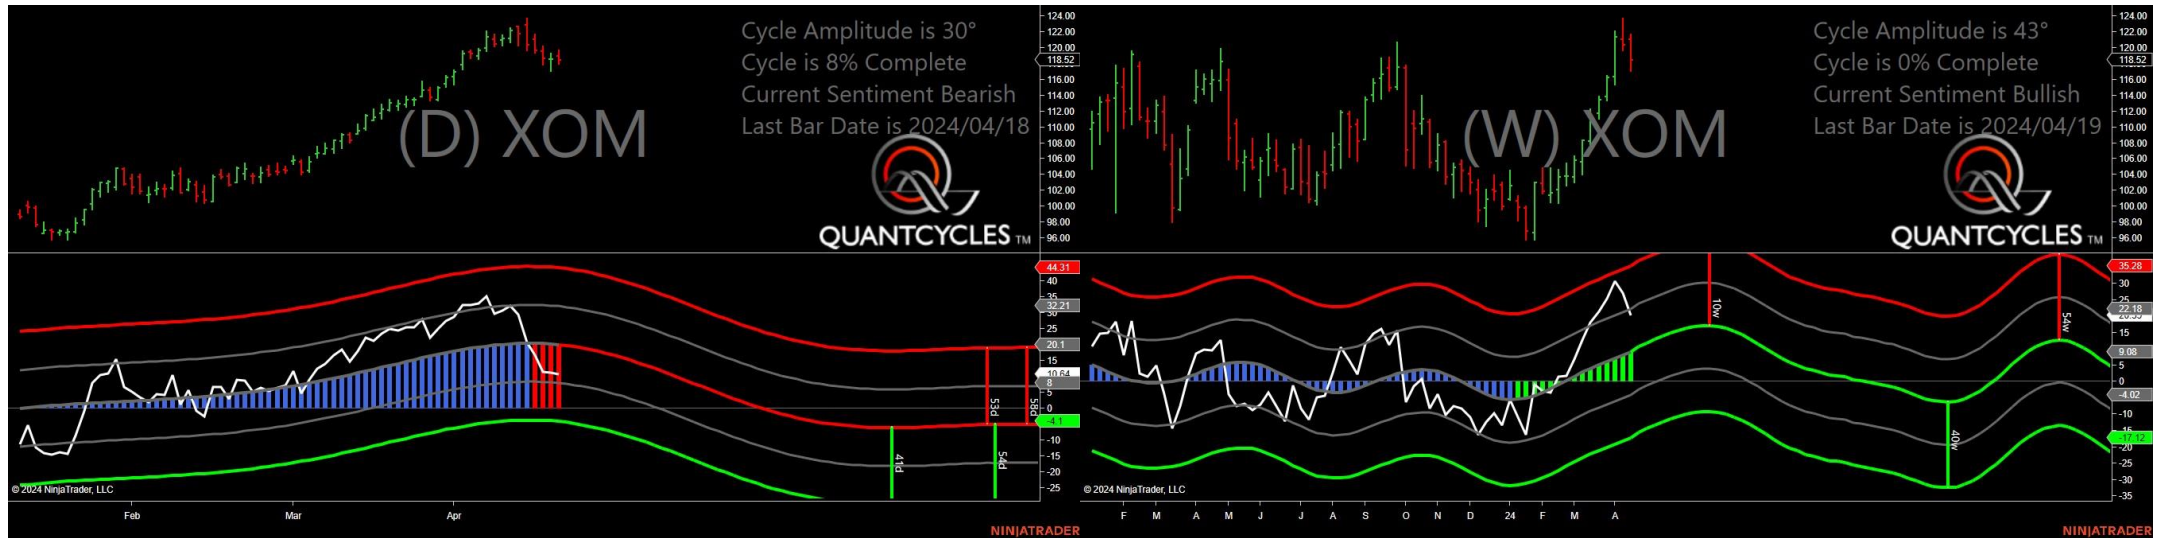 Cycle Amplitude is 30°
Cycle is 8% Complete
Current Sentiment Bearish
Last Bar Date is 2024/04/18
(D) XOM
QUANTCYCLES TM
124.00
122.00
120.00
118.52
116.00
114.00
112.00
110.00
108.00
106.00
104.00
102.00
100.00
98.00
96.00
44.31
40
35
32.21
30
25
20.1
15
10.64
8
5
0
-4.1
-10
-15
-20
-25
41d
53d
54d
58d
© 2024 NinjaTrader, LLC
Feb Mar Apr
NINJATRADER
Cycle Amplitude is 43°
Cycle is 0% Complete
Current Sentiment Bullish
Last Bar Date is 2024/04/19
(W) XOM
QUANTCYCLES TM
124.00
122.00
120.00
118.52
116.00
114.00
112.00
110.00
108.00
106.00
104.00
102.00
100.00
98.00
96.00
35.28
30
25
22.18
15
9.08
5
0
-4.02
-10
-15
-17.12
-20
-25
-30
-35
10w
40w
54w
© 2024 NinjaTrader, LLC
F M A M J J A S O N D 24 F M A
NINJATRADER